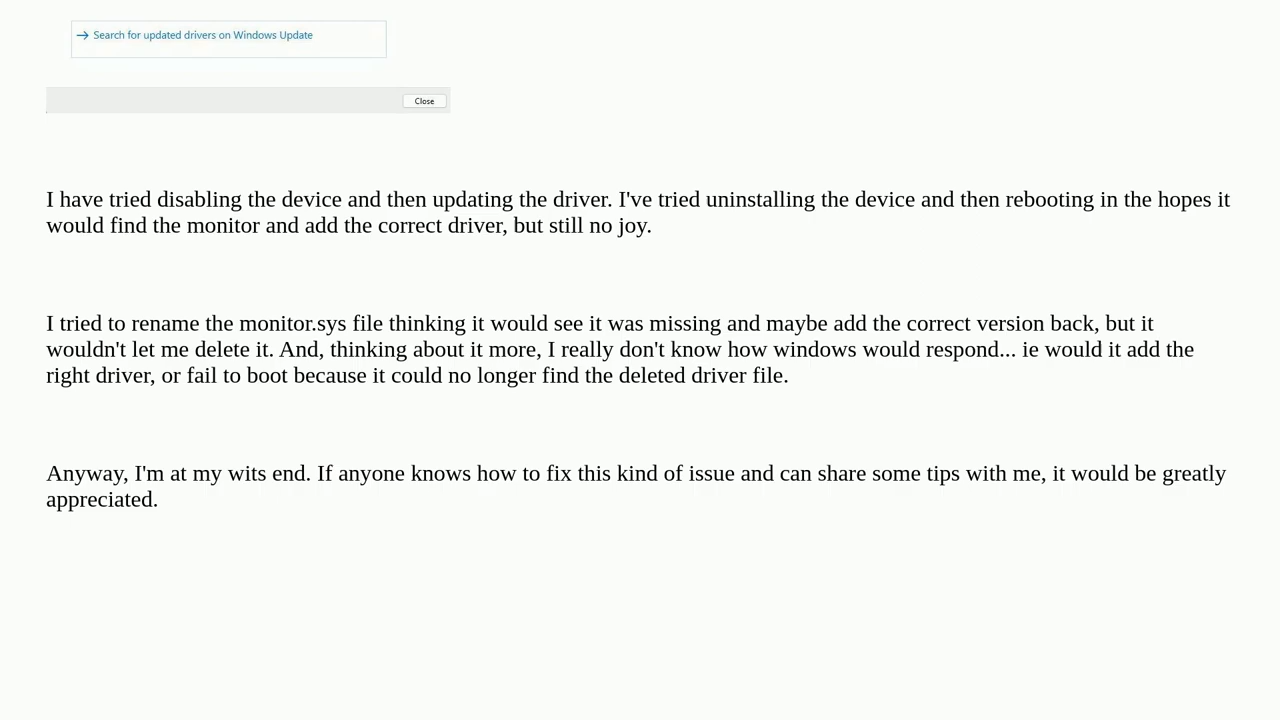 → Search for updated drivers on Windows Update
Close
I have tried disabling the device and then updating the driver. I've tried uninstalling the device and then rebooting in the hopes it
would find the monitor and add the correct driver, but still no joy.
I tried to rename the monitor.sys file thinking it would see it was missing and maybe add the correct version back, but it
wouldn't let me delete it. And, thinking about it more, I really don't know how windows would respond... ie would it add the
right driver, or fail to boot because it could no longer find the deleted driver file.
Anyway, I'm at my wits end. If anyone knows how to fix this kind of issue and can share some tips with me, it would be greatly
appreciated.